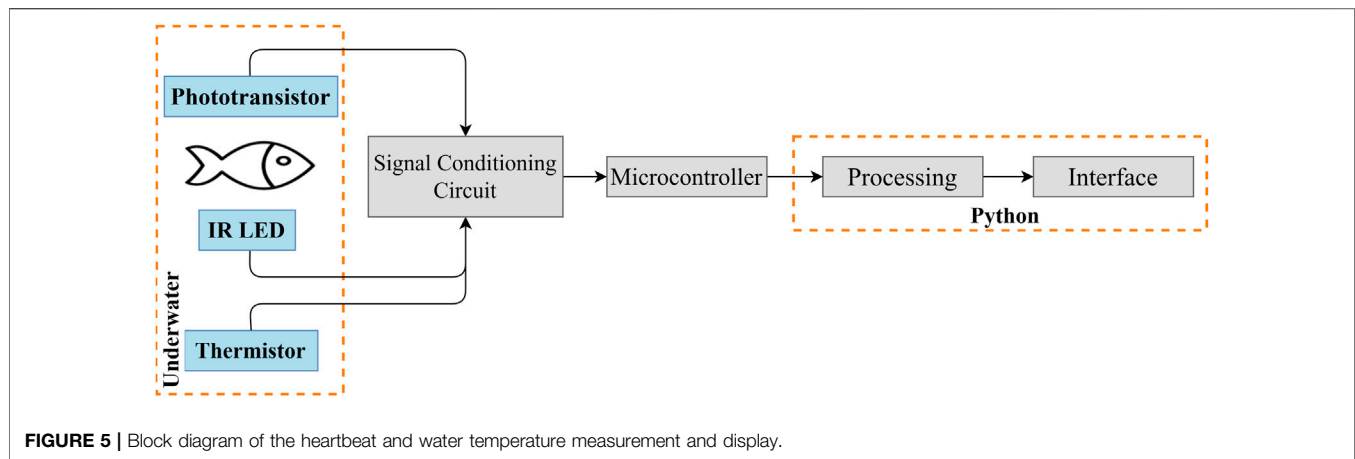 Phototransistor
IR LED
Thermistor
Underwater
Signal Conditioning
Circuit
Microcontroller
Processing
Interface
Python
FIGURE 5 | Block diagram of the heartbeat and water temperature measurement and display.